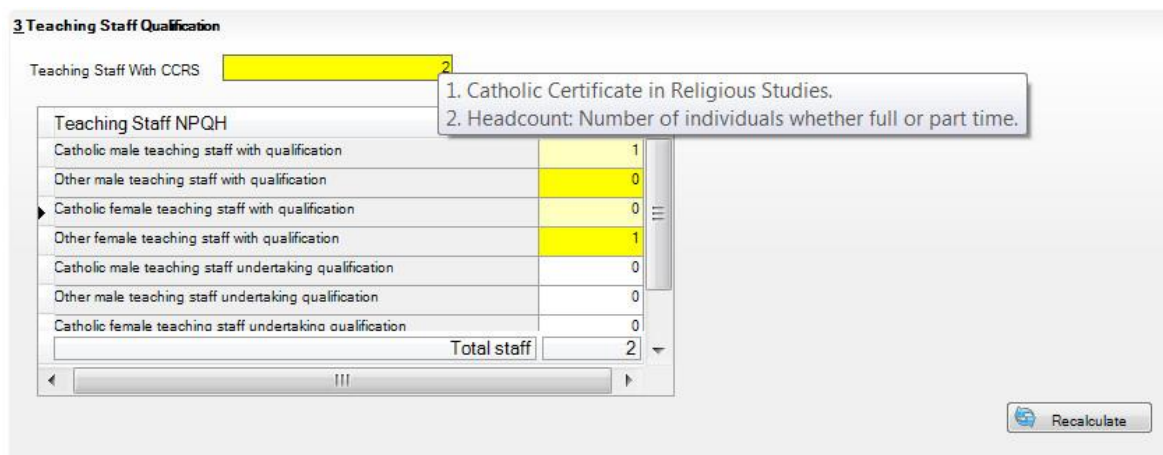 3 Teaching Staff Qualification
Teaching Staff With CCRS 2
1. Catholic Certificate in Religious Studies.
2. Headcount: Number of individuals whether full or part time.
Teaching Staff NPQH
Catholic male teaching staff with qualification 1
Other male teaching staff with qualification 0
Catholic female teaching staff with qualification 0
Other female teaching staff with qualification 1
Catholic male teaching staff undertaking qualification 0
Other male teaching staff undertaking qualification 0
Catholic female teaching staff undertaking qualification 0
Total staff 2
Recalculate